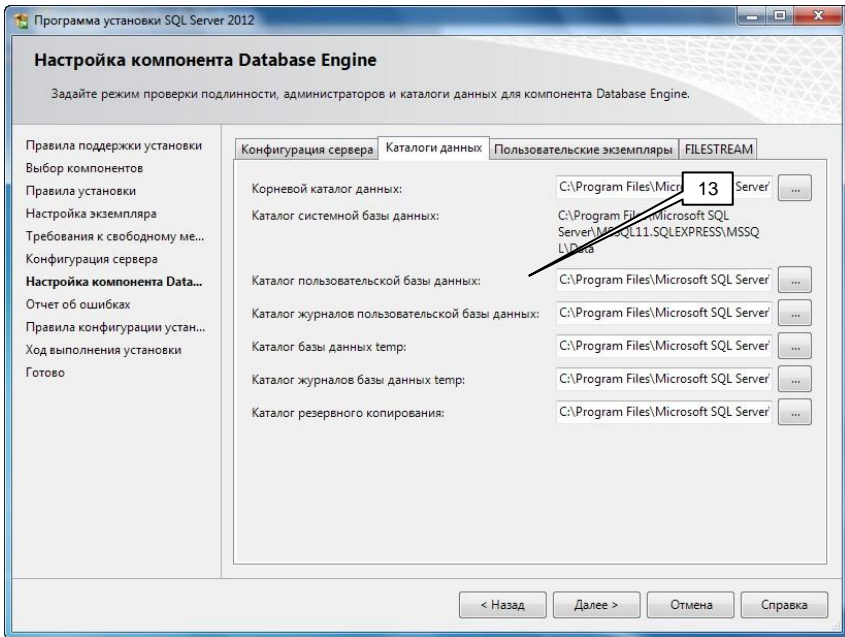 Программа установки SQL Server 2012
Настройка компонента Database Engine
Задайте режим проверки подлинности, администраторов и каталоги данных для компонента Database Engine.
Правила поддержки установки
Выбор компонентов
Правила установки
Настройка экземпляра
Требования к свободному ме...
Конфигурация сервера
Настройка компонента Data...
Отчет об ошибках
Правила конфигурации устан...
Ход выполнения установки
Готово
Конфигурация сервера Каталоги данных Пользовательские экземпляры FILESTREAM
Корневой каталог данных: C:\Program Files\ Server ...
13
Каталог системной базы данных: C:\Program Microsoft SQL
Server\MSSQL11.SQLEXPRESS\MSSQ
L\Data
Каталог пользовательской базы данных: C:\Program Files\Microsoft SQL Server ...
Каталог журналов пользовательской базы данных: C:\Program Files\Microsoft SQL Server ...
Каталог базы данных temp: C:\Program Files\Microsoft SQL Server ...
Каталог журналов базы данных temp: C:\Program Files\Microsoft SQL Server ...
Каталог резервного копирования: C:\Program Files\Microsoft SQL Server ...
< Назад Далее > Отмена Справка